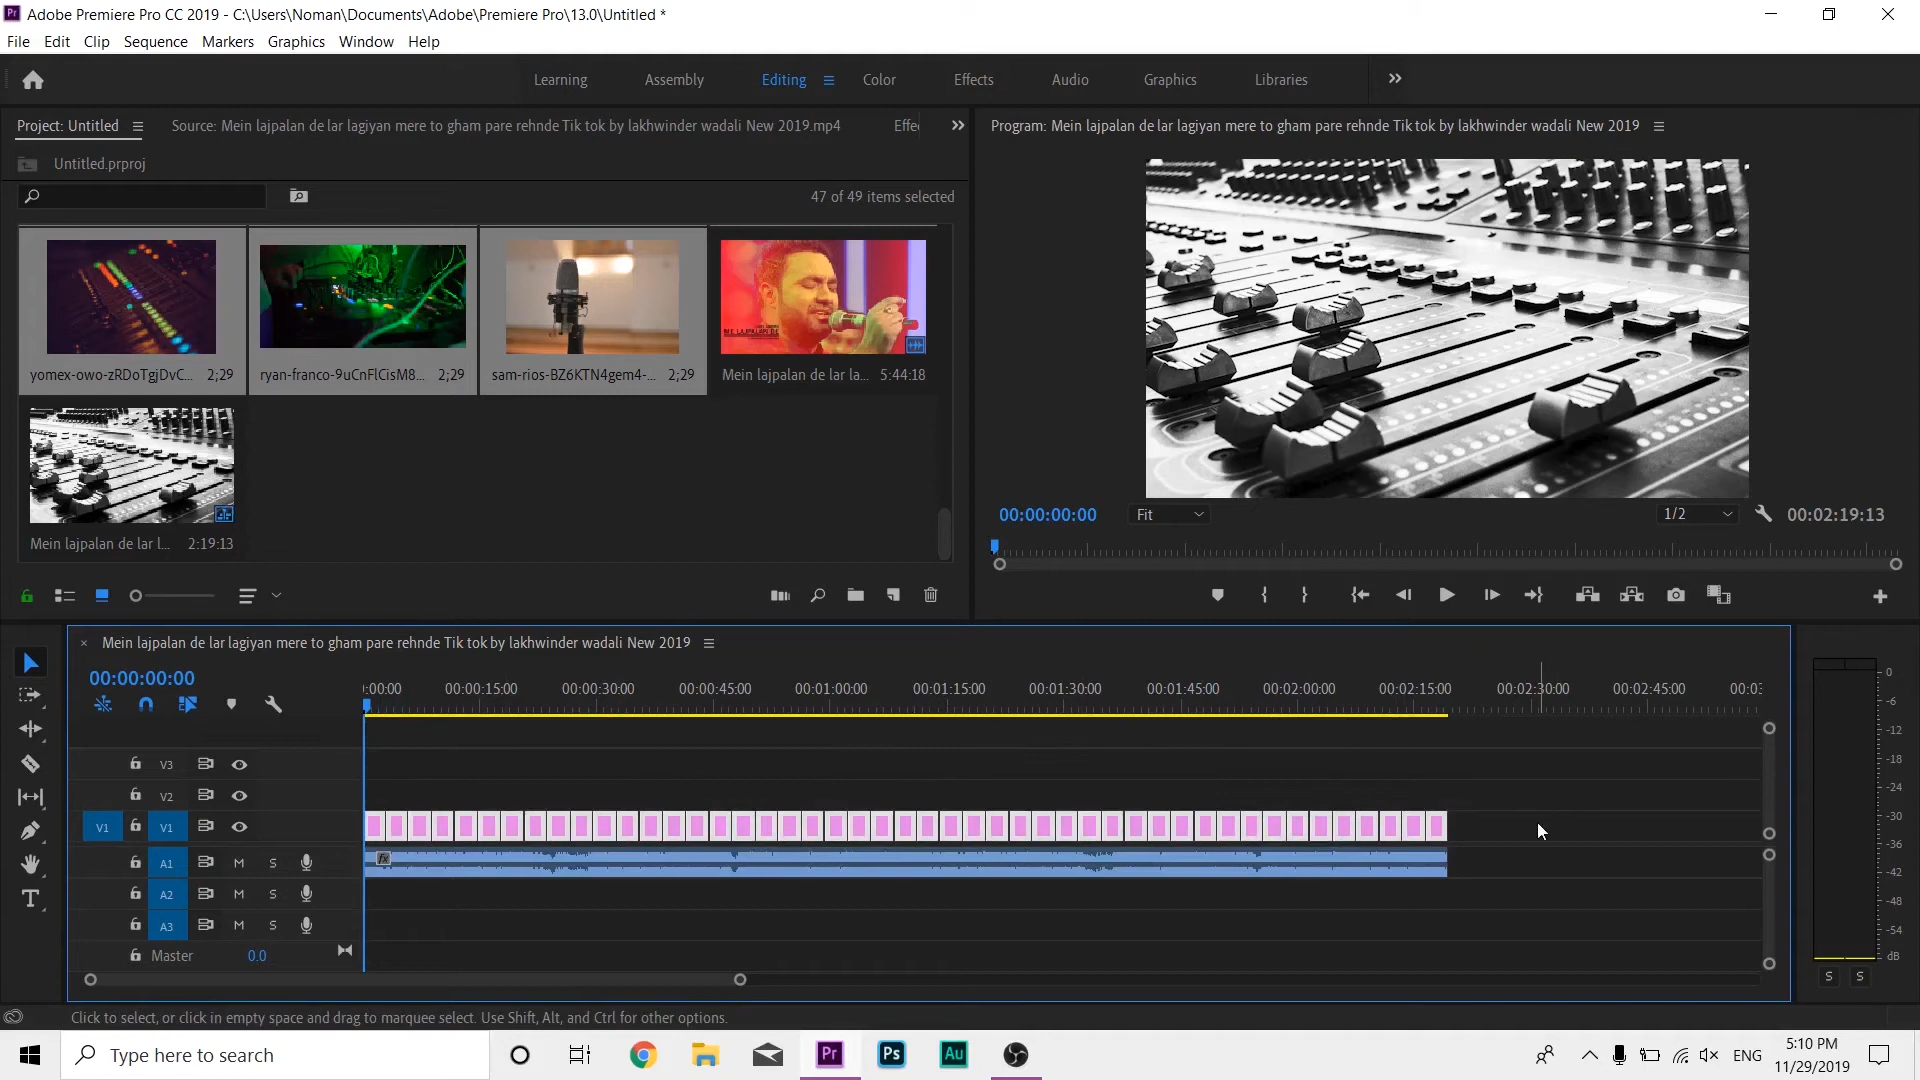 Adobe Premiere Pro CC 2019 - C:\Users\Noman\Documents\Adobe\Premiere Pro\13.0\Untitled *
File Edit Clip Sequence Markers Graphics Window Help
Learning Assembly Editing Color Effects Audio Graphics Libraries
Project: Untitled Source: Mein lajpalan de lar lagiyan mere to gham pare rehnde Tik tok by lakhwinder wadali New 2019.mp4 Effe
Program: Mein lajpalan de lar lagiyan mere to gham pare rehnde Tik tok by lakhwinder wadali New 2019
Untitled.prproj
47 of 49 items selected
yomex-owo-zRDoTgjDvC... 2;29
ryan-franco-9uCnFlCisM8... 2;29
sam-rios-BZ6KTN4gem4-... 2;29
Mein lajpalan de lar la... 5:44:18
Mein lajpalan de lar l... 2:19:13
00:00:00:00 Fit 1/2 00:02:19:13
Mein lajpalan de lar lagiyan mere to gham pare rehnde Tik tok by lakhwinder wadali New 2019
00:00:00:00
:00:00 00:00:15:00 00:00:30:00 00:00:45:00 00:01:00:00 00:01:15:00 00:01:30:00 00:01:45:00 00:02:00:00 00:02:15:00 00:02:30:00 00:02:45:00 00:0
V3
V2
V1 V1
fx
A1 M S
A2 M S
A3 M S
Master 0.0
0
-6
-12
-18
-24
-30
-36
-42
-48
-54
dB
S S
Click to select, or click in empty space and drag to marquee select. Use Shift, Alt, and Ctrl for other options.
Type here to search
Pr Ps Au
ENG
5:10 PM
11/29/2019